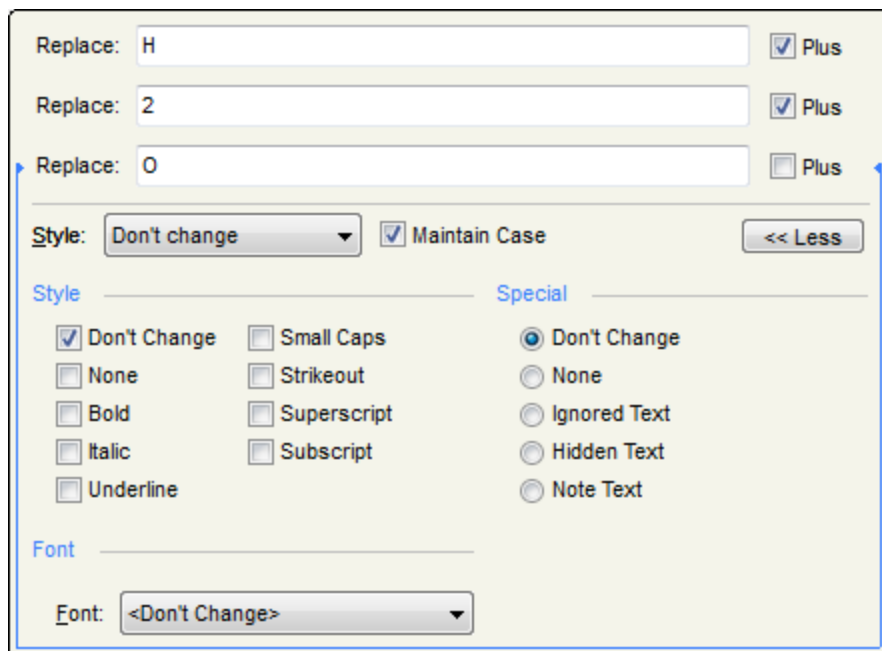 Replace: H Plus
Replace: 2 Plus
Replace: O Plus
Style: Don't change Maintain Case << Less
Style Special
Don't Change Small Caps Don't Change
None Strikeout None
Bold Superscript Ignored Text
Italic Subscript Hidden Text
Underline Note Text
Font
Font: <Don't Change>